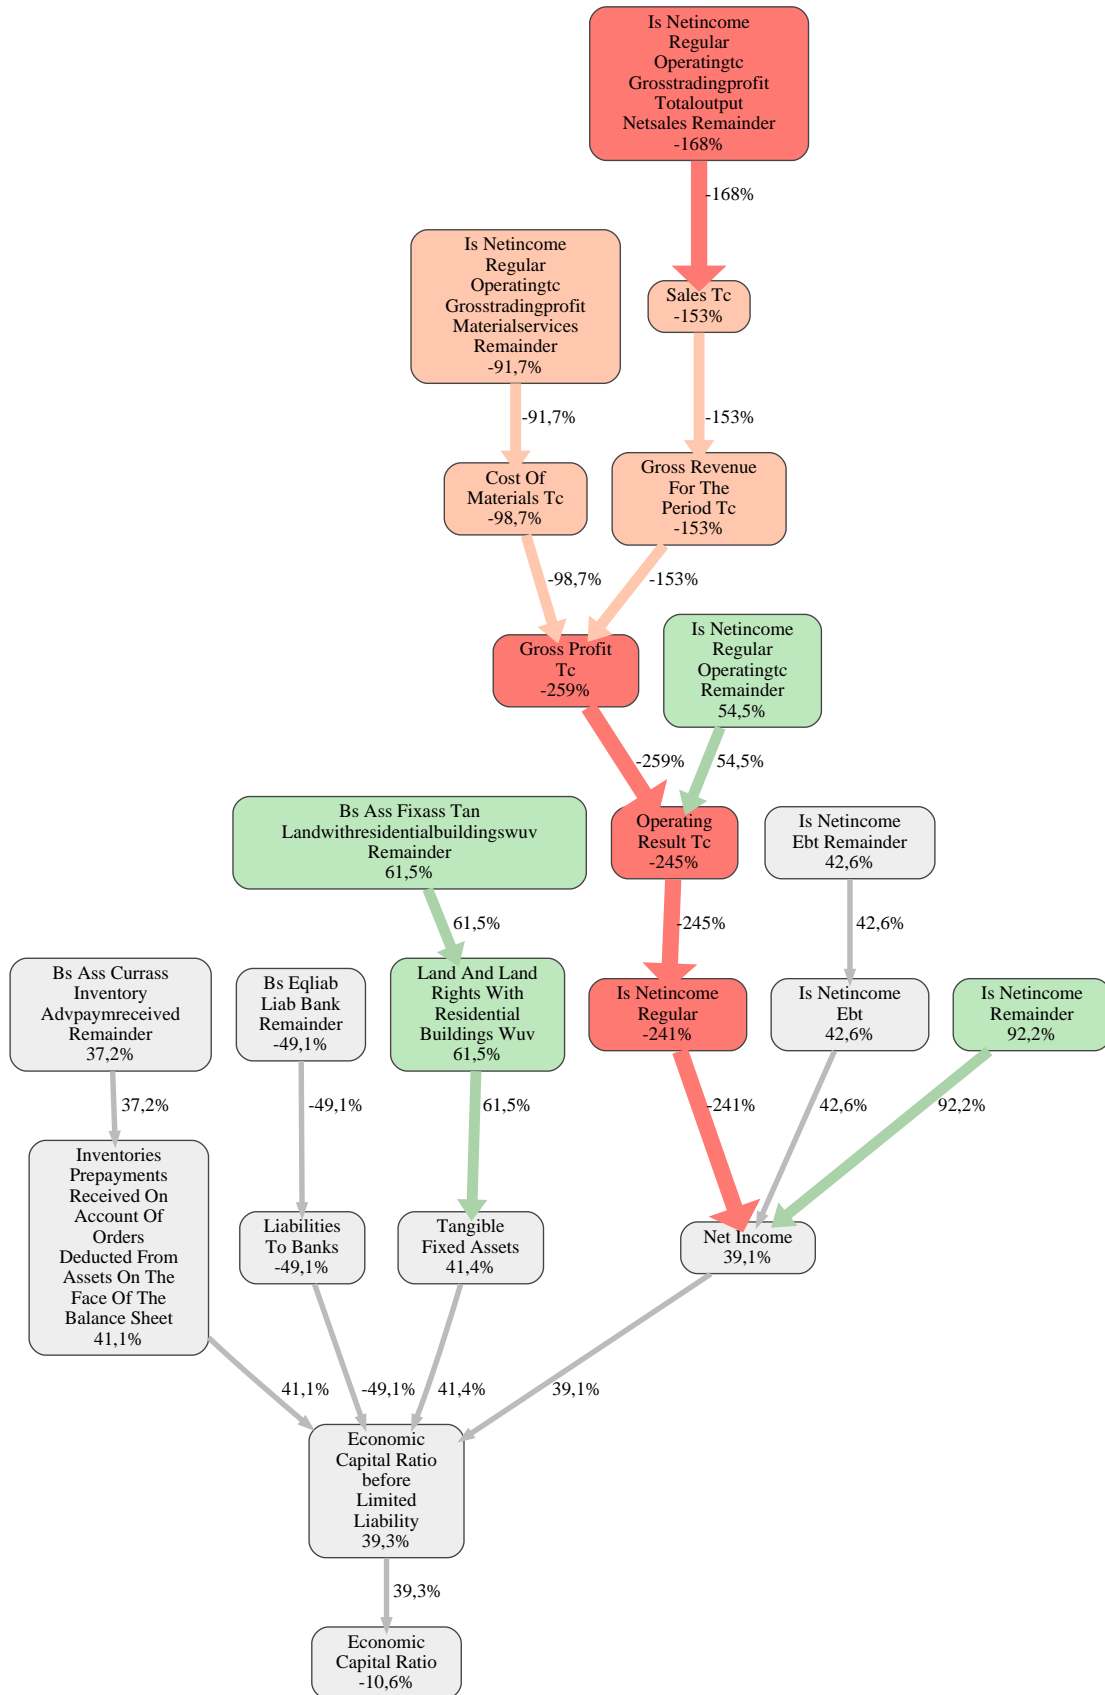 Is Netincome
Regular
Operatingtc
Grosstradingprofit
Totaloutput
Netsales Remainder
-168%
-168%
Is Netincome
Regular
Operatingtc
Grosstradingprofit
Materialservices
Remainder
-91,7%
Sales Tc
-153%
-91,7%
-153%
Cost Of
Materials Tc
-98,7%
Gross Revenue
For The
Period Tc
-153%
-98,7%
-153%
Gross Profit
Tc
-259%
Is Netincome
Regular
Operatingtc
Remainder
54,5%
-259%
54,5%
Bs Ass Fixass Tan
Landwithresidentialbuildingswuv
Remainder
61,5%
Operating
Result Tc
-245%
Is Netincome
Ebt Remainder
42,6%
61,5%
-245%
42,6%
Bs Ass Currass
Inventory
Advpaymreceived
Remainder
37,2%
Bs Eqliab
Liab Bank
Remainder
-49,1%
Land And Land
Rights With
Residential
Buildings Wuv
61,5%
Is Netincome
Regular
-241%
Is Netincome
Ebt
42,6%
Is Netincome
Remainder
92,2%
37,2%
-49,1%
61,5%
-241%
42,6%
92,2%
Inventories
Prepayments
Received On
Account Of
Orders
Deducted From
Assets On The
Face Of The
Balance Sheet
41,1%
Liabilities
To Banks
-49,1%
Tangible
Fixed Assets
41,4%
Net Income
39,1%
41,1%
-49,1%
41,4%
39,1%
Economic
Capital Ratio
before
Limited
Liability
39,3%
39,3%
Economic
Capital Ratio
-10,6%